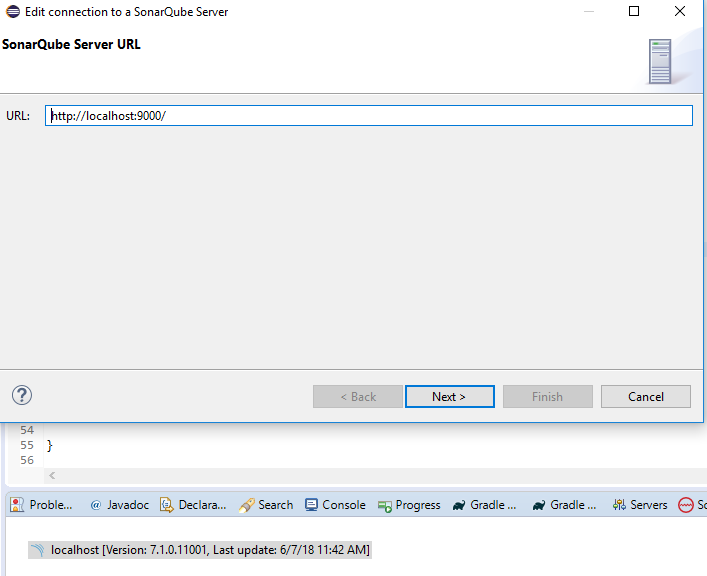 Edit connection to a SonarQube Server
SonarQube Server URL
URL: http://localhost:9000/
? < Back Next > Finish Cancel
54
55 }
56
<
Proble... @ Javadoc Declara... Search Console Progress Gradle ... Gradle ... Servers
localhost [Version: 7.1.0.11001, Last update: 6/7/18 11:42 AM]